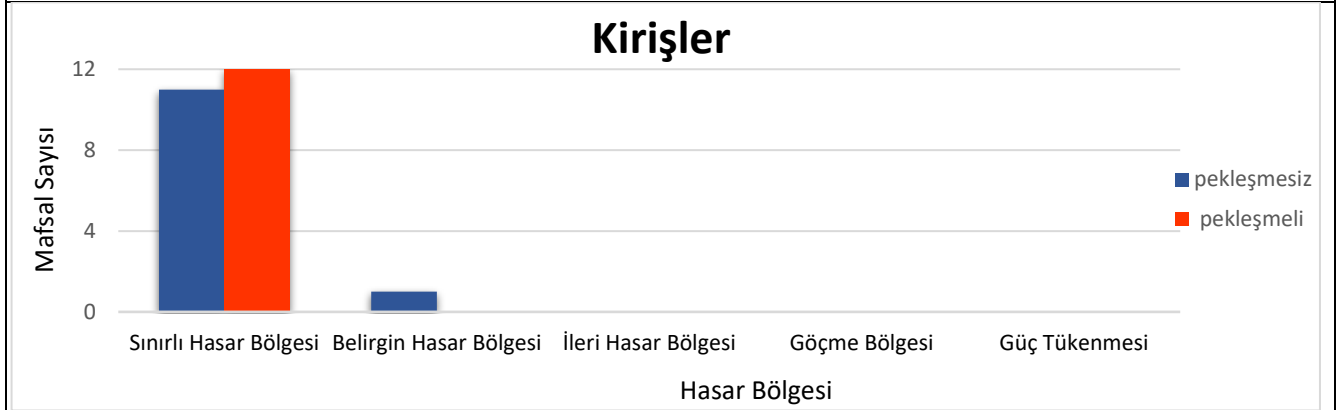 Kirişler
12
8
4
0
Mafsal Sayısı
Sınırlı Hasar Bölgesi Belirgin Hasar Bölgesi İleri Hasar Bölgesi Göçme Bölgesi Güç Tükenmesi
Hasar Bölgesi
pekleşmesiz
pekleşmeli